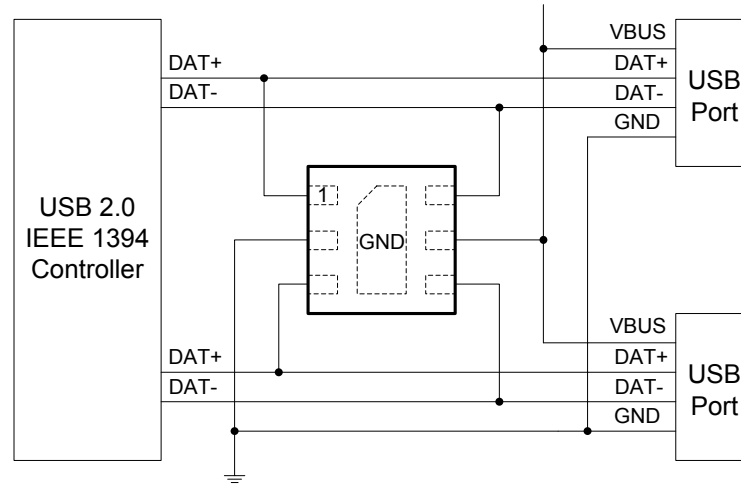 VBUS
DAT+
DAT+
DAT-
DAT-
GND
USB
Port
1
GND
USB 2.0
IEEE 1394
Controller
VBUS
DAT+
DAT+
DAT-
DAT-
GND
USB
Port